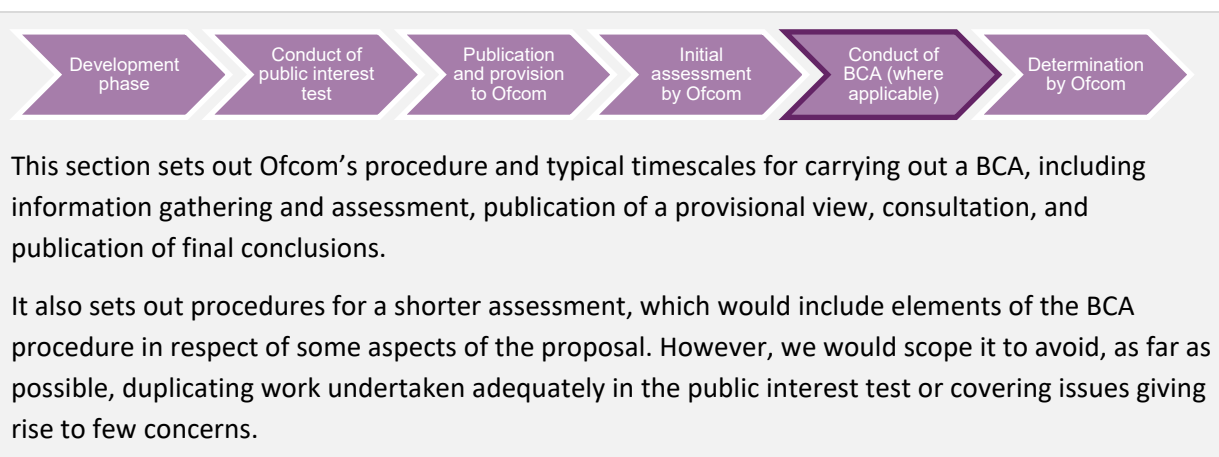 Development
phase
Conduct of
public interest
test
Publication
and provision
to Ofcom
Initial
assessment
by Ofcom
Conduct of
BCA (where
applicable)
Determination
by Ofcom
This section sets out Ofcom’s procedure and typical timescales for carrying out a BCA, including
information gathering and assessment, publication of a provisional view, consultation, and
publication of final conclusions.
It also sets out procedures for a shorter assessment, which would include elements of the BCA
procedure in respect of some aspects of the proposal. However, we would scope it to avoid, as far as
possible, duplicating work undertaken adequately in the public interest test or covering issues giving
rise to few concerns.